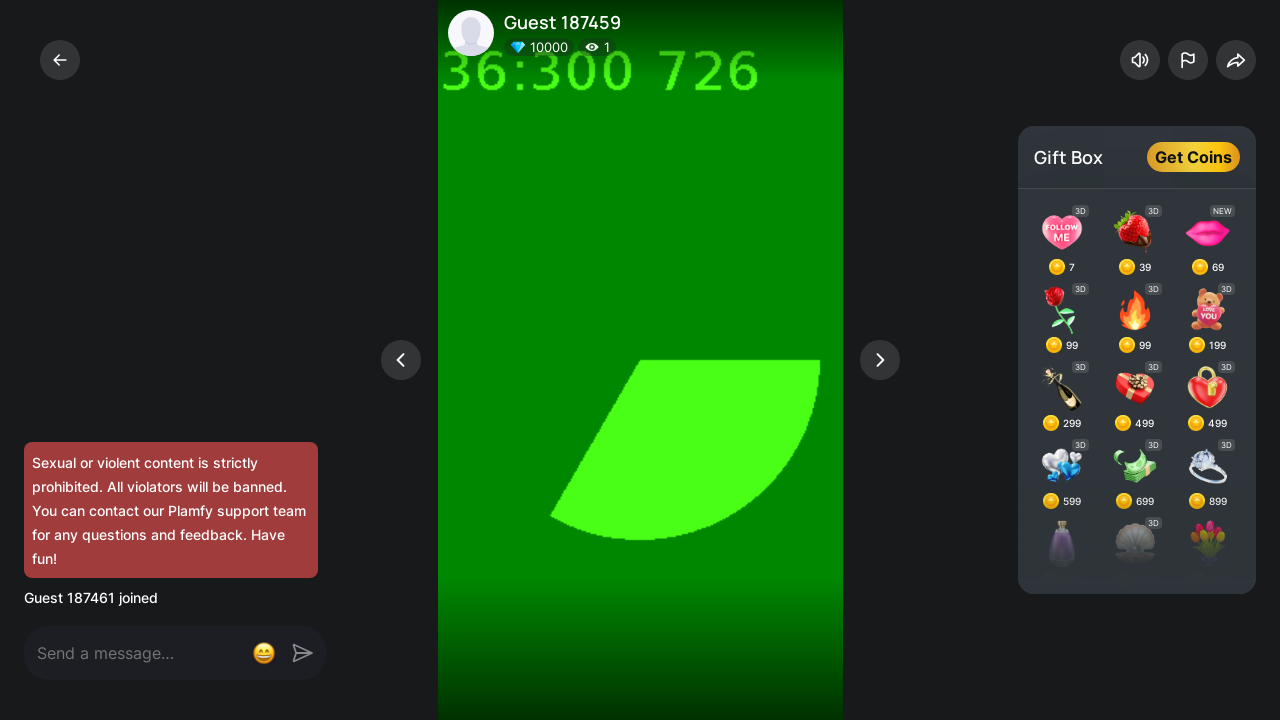 Guest 187459
10000 1
36:300 726
Gift Box
Get Coins
3D 3D NEW
FOLLOW ME
7 39 69
3D 3D 3D
LOVE YOU
99 99 199
3D 3D 3D
299 499 499
3D 3D 3D
599 699 899
3D
Sexual or violent content is strictly
prohibited. All violators will be banned.
You can contact our Plamfy support team
for any questions and feedback. Have
fun!
Guest 187461 joined
Send a message...